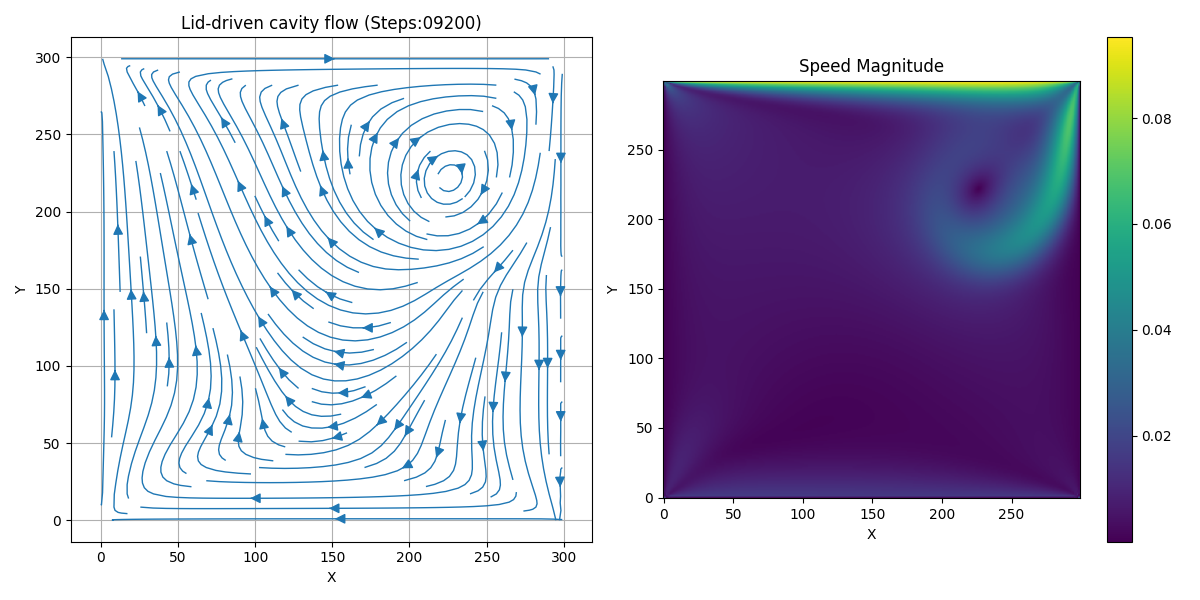 Lid-driven cavity flow (Steps:09200)
300
250
200
150
100
50
0
Y
0 50 100 150 200 250 300
X
Speed Magnitude
250
200
150
100
50
0
Y
0 50 100 150 200 250
X
0.08
0.06
0.04
0.02